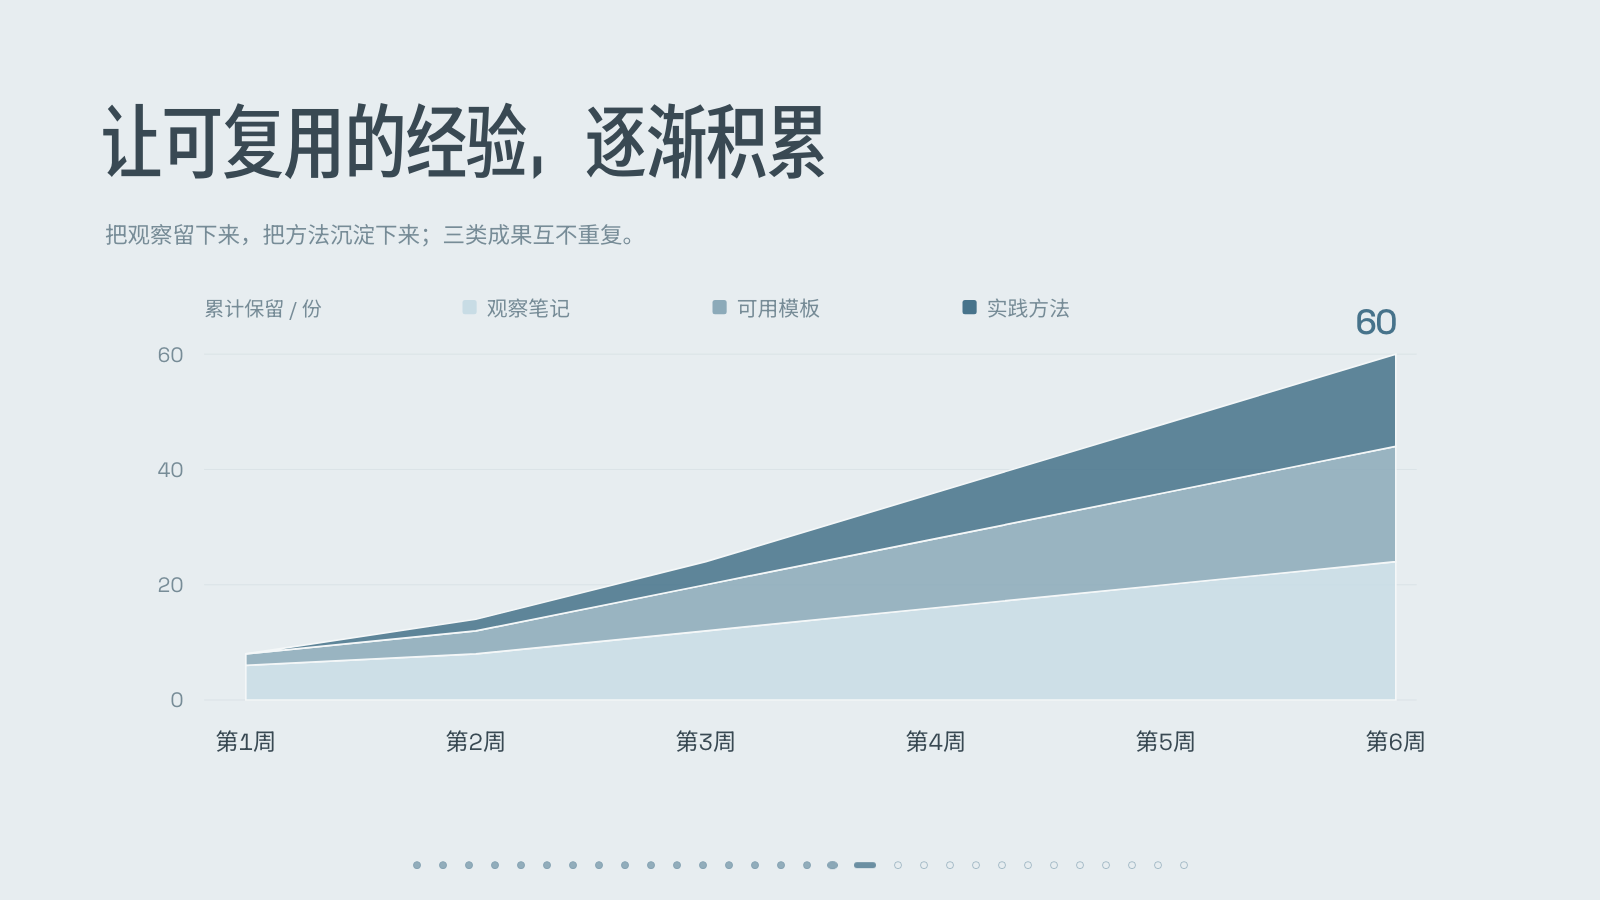 让可复用的经验，逐渐积累
把观察留下来，把方法沉淀下来；三类成果互不重复。
累计保留 / 份
观察笔记
可用模板
实践方法
60
60
40
20
0
第1周
第2周
第3周
第4周
第5周
第6周